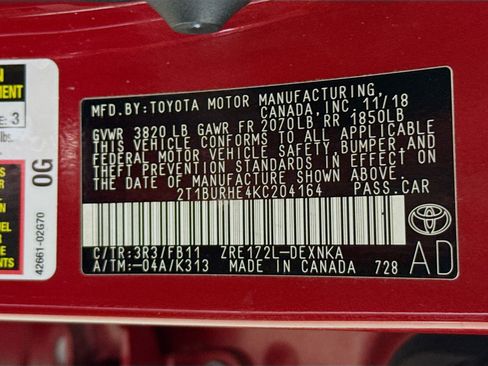 MFD.BY:TOYOTA MOTOR MANUFACTURING,
CANADA, INC. 11/18
GVWR 3820 LB GAWR FR 2070LB RR 1850LB
THIS VEHICLE CONFORMS TO ALL APPLICABLE
FEDERAL MOTOR VEHICLE SAFETY, BUMPER, AND
THEFT PREVENTION STANDARDS IN EFFECT ON
THE DATE OF MANUFACTURE SHOWN ABOVE.
2T1BURHE4KC204164 PASS.CAR
C/TR:3R3/FB11 ZRE172L-DEXNKA
A/TM:-04A/K313 MADE IN CANADA 728
TOYOTA
AD
3
lbs.
0G
42661-02G70